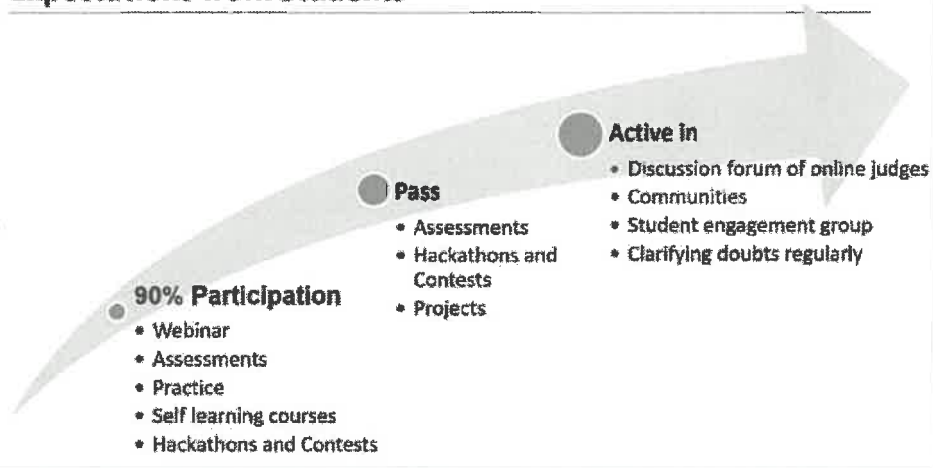 90% Participation
• Webinar
• Assessments
• Practice
• Self learning courses
• Hackathons and Contests
Pass
• Assessments
• Hackathons and
Contests
• Projects
Active in
• Discussion forum of online judges
• Communities
• Student engagement group
• Clarifying doubts regularly